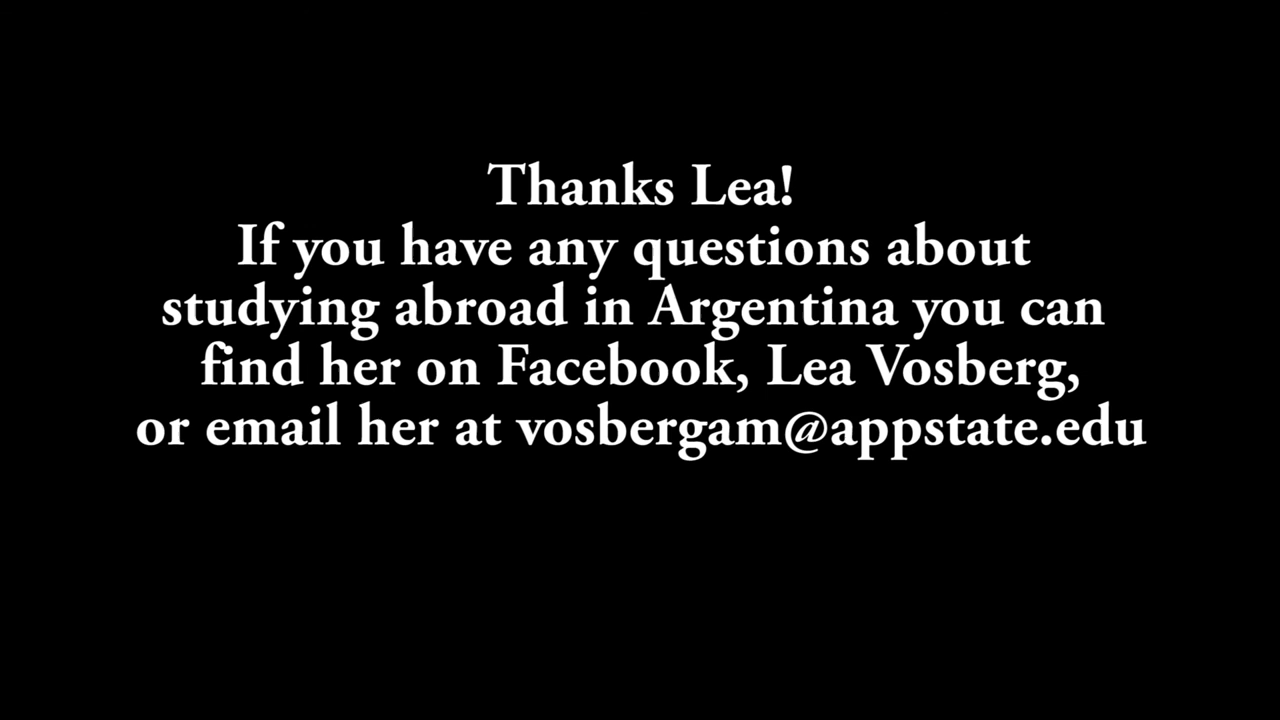 Thanks Lea!
If you have any questions about
studying abroad in Argentina you can
find her on Facebook, Lea Vosberg,
or email her at vosbergam@appstate.edu